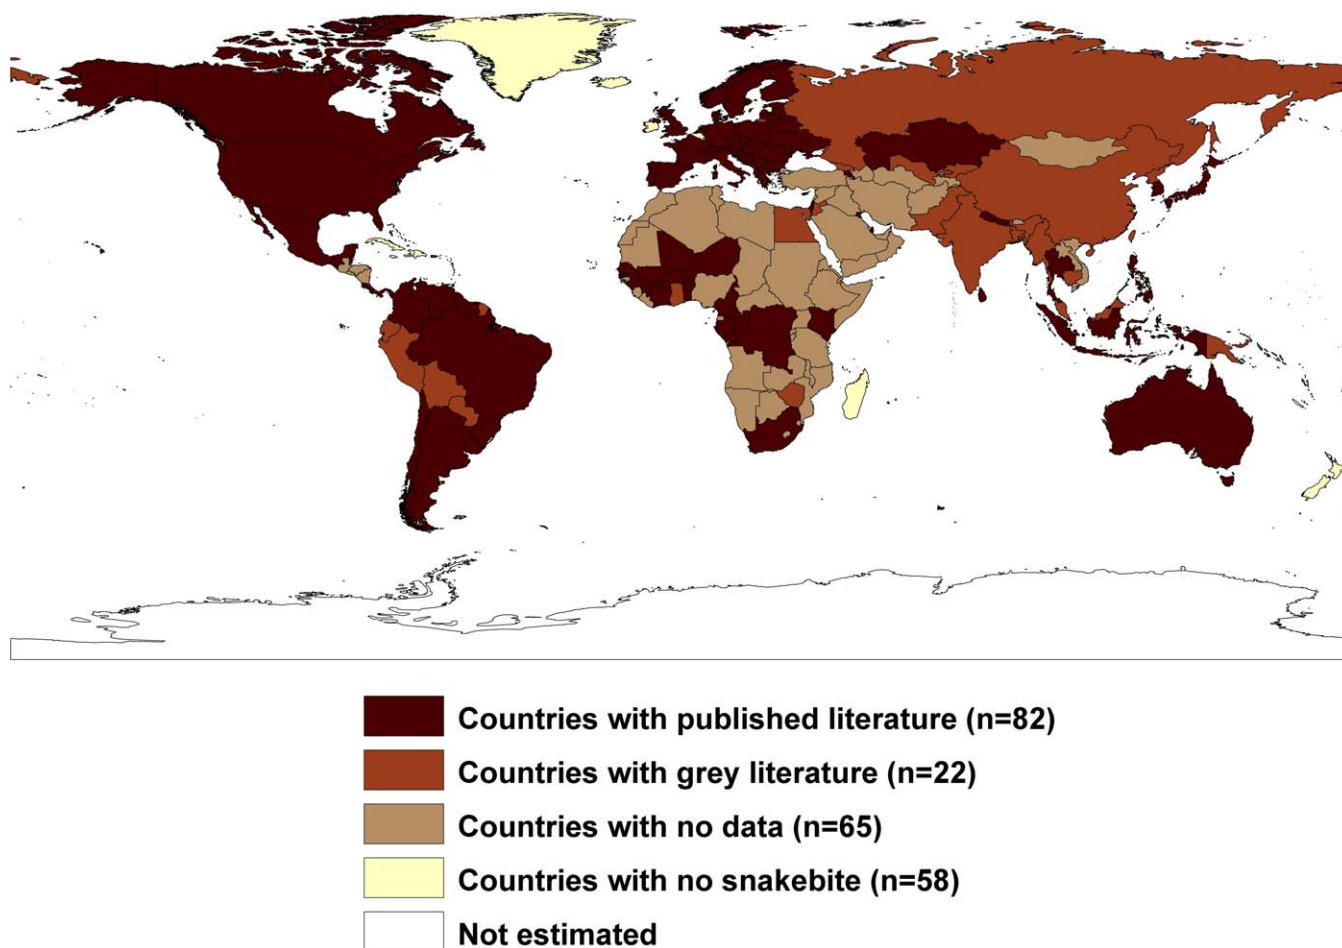 Countries with published literature (n=82)
Countries with grey literature (n=22)
Countries with no data (n=65)
Countries with no snakebite (n=58)
Not estimated